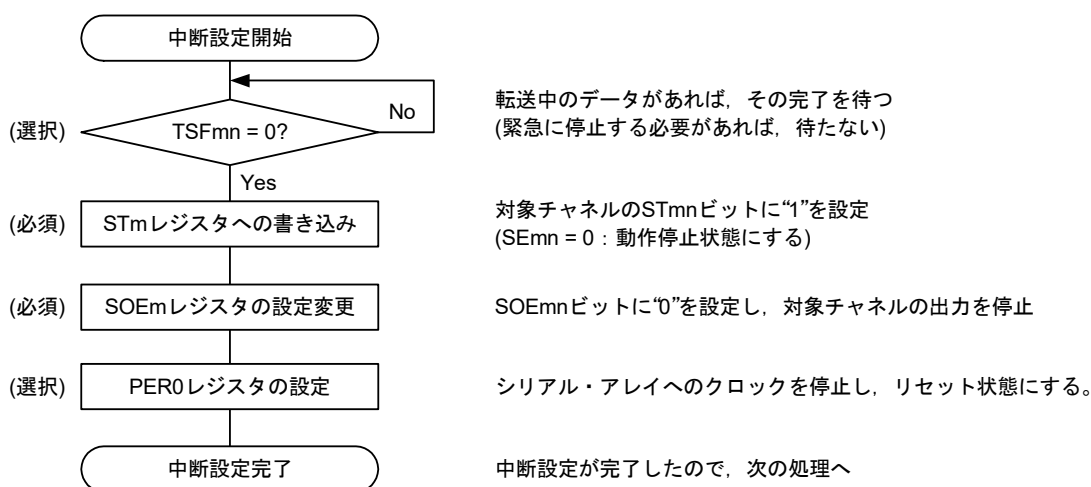 中断設定開始
No
転送中のデータがあれば，その完了を待つ
(選択)
TSFmn = 0?
(緊急に停止する必要があれば，待たない)
Yes
(必須)
STmレジスタへの書き込み
対象チャネルのSTmnビットに“1”を設定
(SEmn = 0 : 動作停止状態にする)
(必須)
SOEmレジスタの設定変更
SOEmnビットに“0”を設定し，対象チャネルの出力を停止
(選択)
PER0レジスタの設定
シリアル・アレイへのクロックを停止し，リセット状態にする。
中断設定完了
中断設定が完了したので，次の処理へ